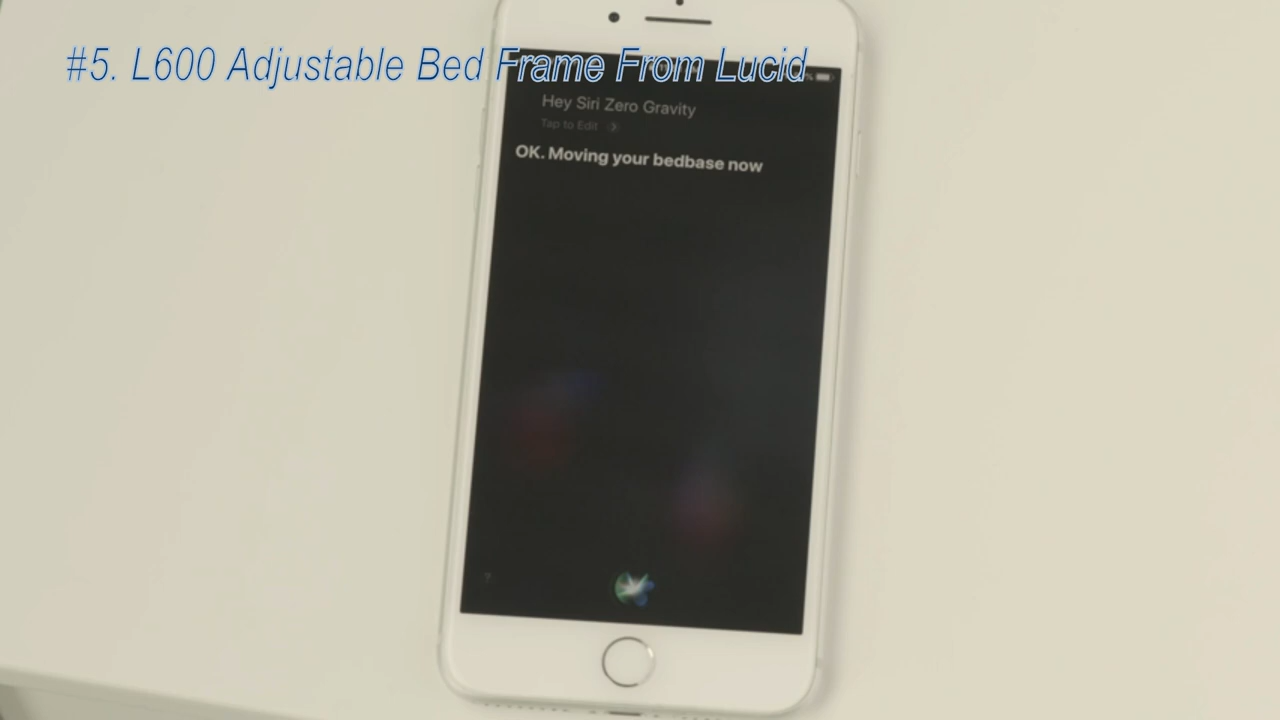 #5. L600 Adjustable Bed Frame From Lucid
Hey Siri Zero Gravity
Tap to Edit
OK. Moving your bedbase now
?